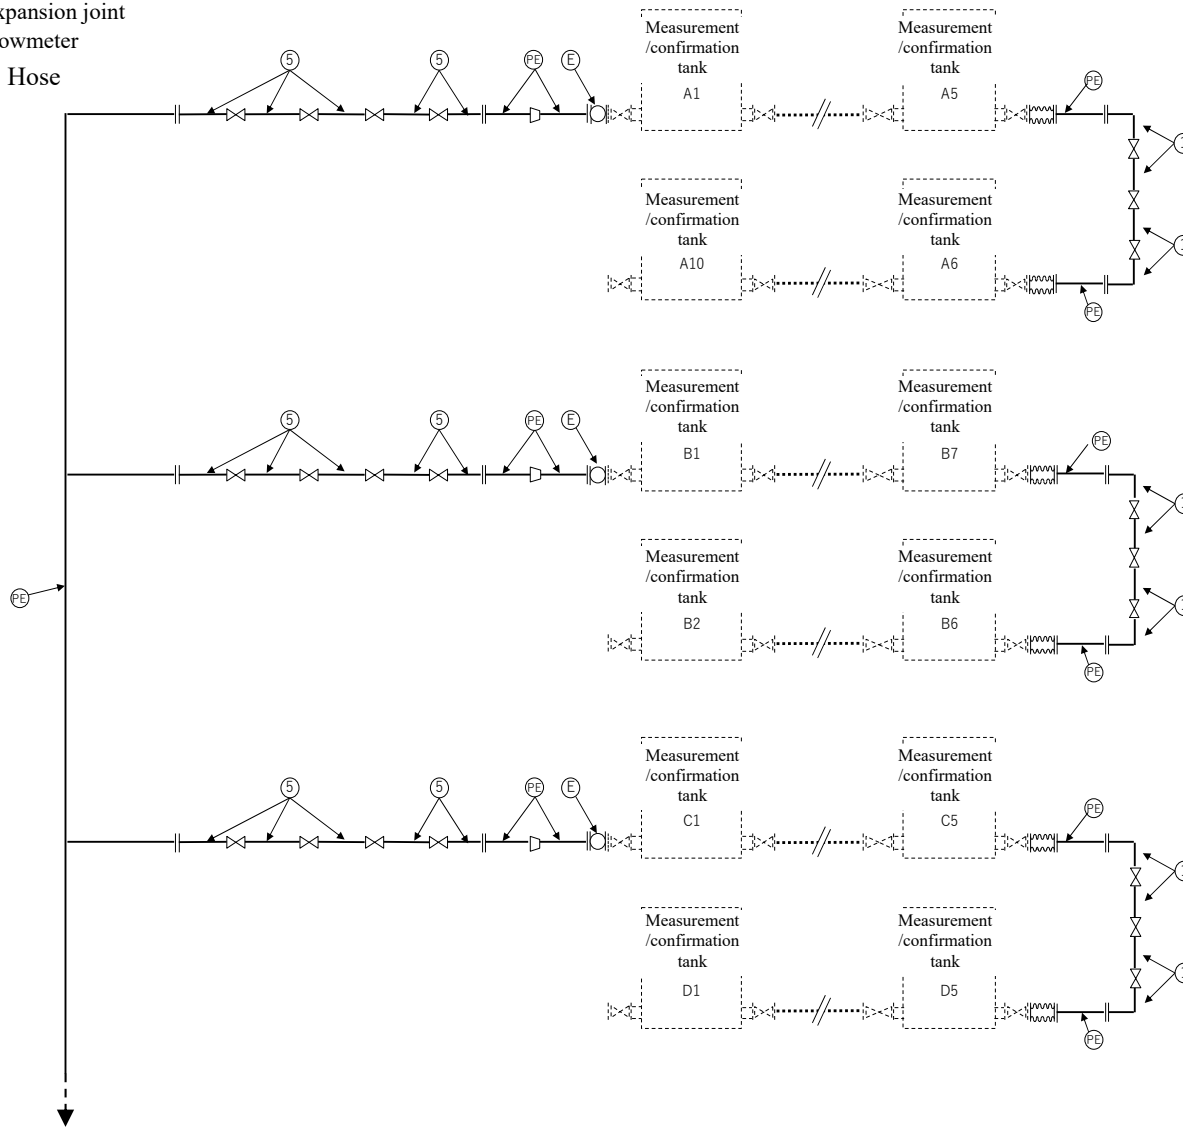 xpansion joint
owmeter
Hose
5
5
PE
E
Measurement
/confirmation
tank
A1
Measurement
/confirmation
tank
A5
PE
Measurement
/confirmation
tank
A10
Measurement
/confirmation
tank
A6
PE
5
5
PE
E
Measurement
/confirmation
tank
B1
Measurement
/confirmation
tank
B7
PE
PE
Measurement
/confirmation
tank
B2
Measurement
/confirmation
tank
B6
PE
5
5
PE
E
Measurement
/confirmation
tank
C1
Measurement
/confirmation
tank
C5
PE
Measurement
/confirmation
tank
D1
Measurement
/confirmation
tank
D5
PE